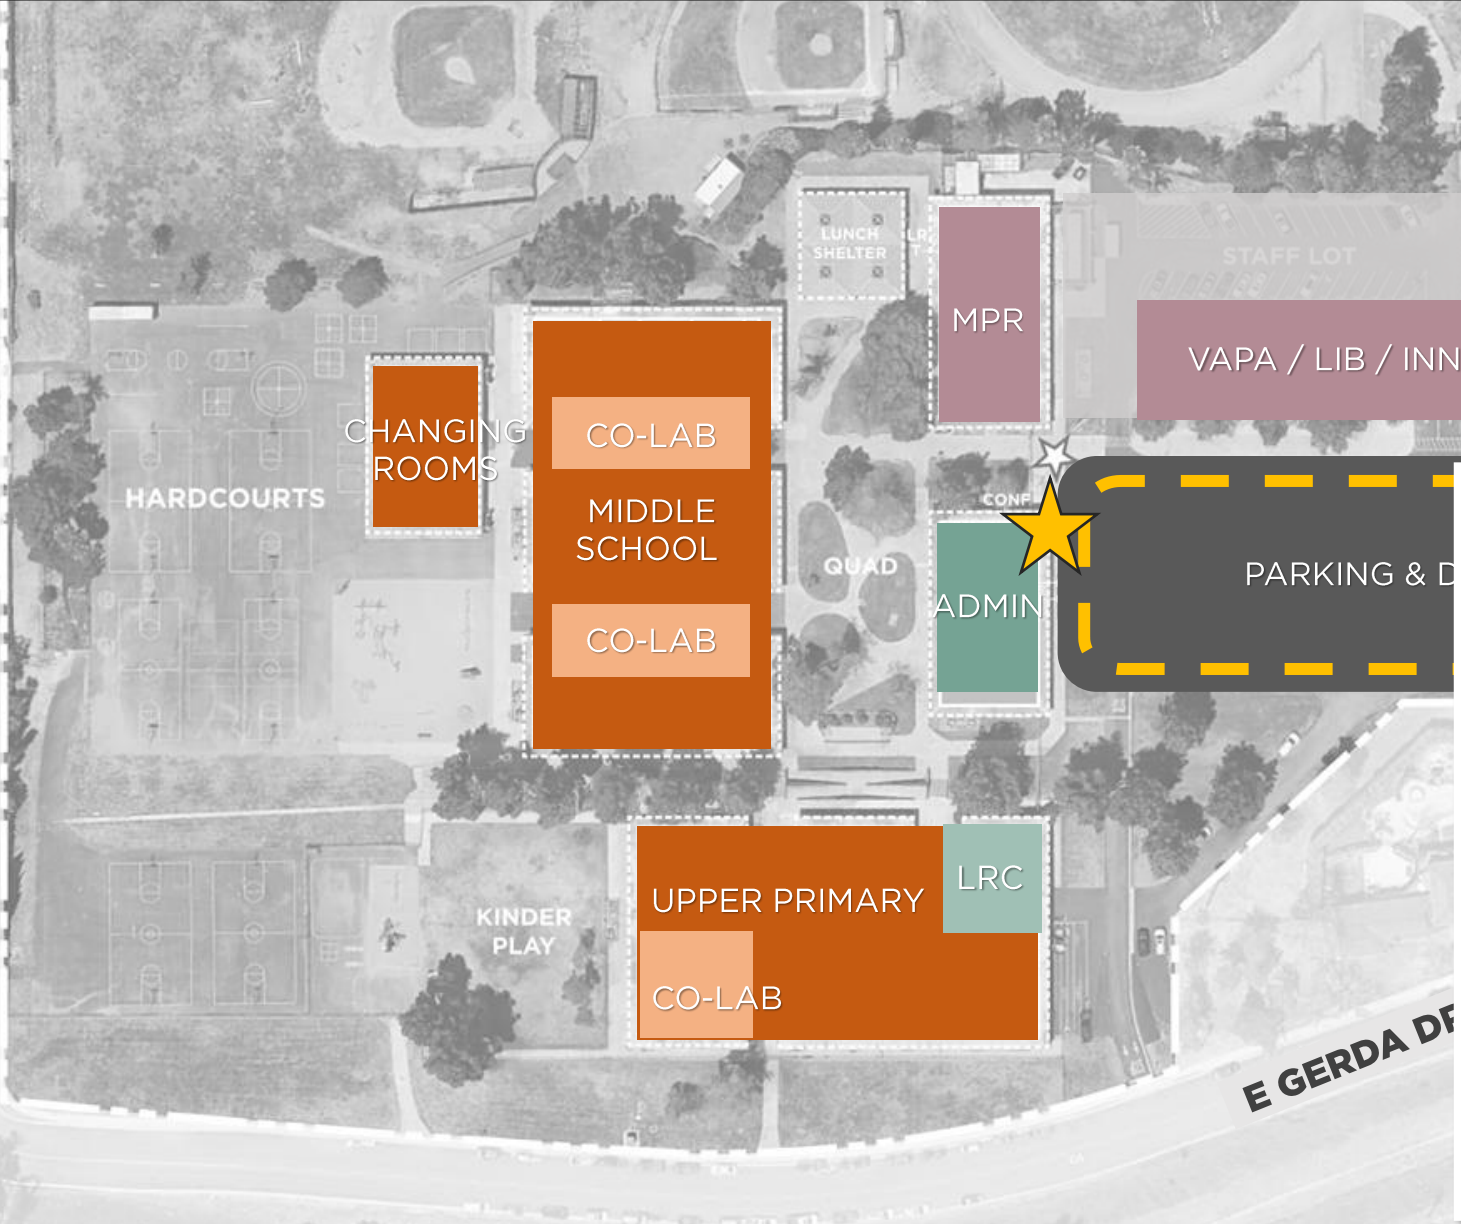 LUNCH
SHELTER
LR
T
STAFF LOT
MPR
VAPA / LIB / INN
CHANGING
ROOMS
CO-LAB
HARDCOURTS
MIDDLE
SCHOOL
CONF
QUAD
PARKING & D
ADMIN
CO-LAB
UPPER PRIMARY
LRC
KINDER
PLAY
CO-LAB
E GERDA DR